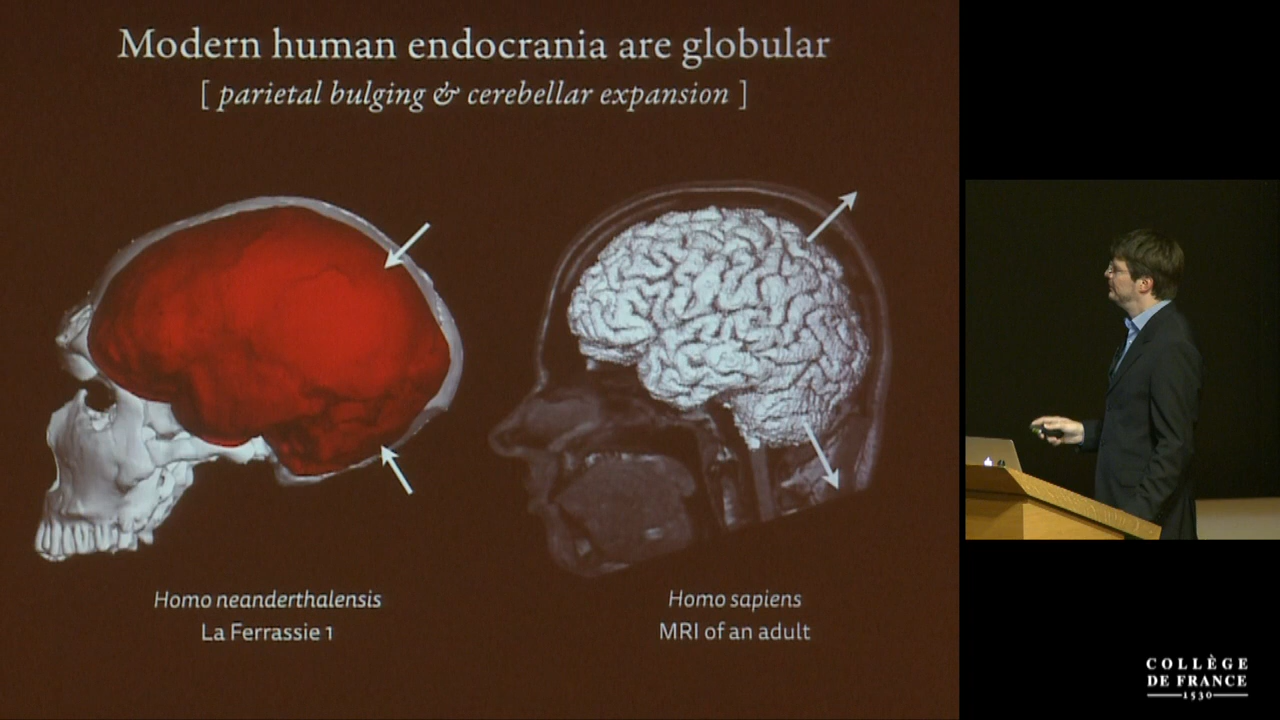 Modern human endocrania are globular
[ parietal bulging & cerebellar expansion ]
Homo neanderthalensis
La Ferrassie 1
Homo sapiens
MRI of an adult
COLLÈGE
DE FRANCE
1530